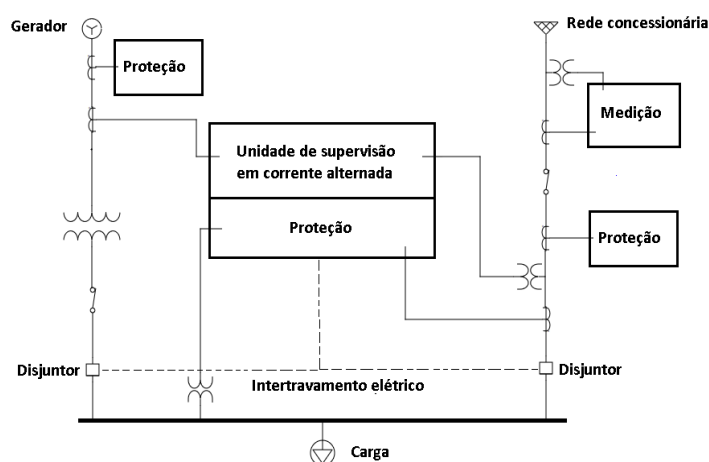 Gerador
Rede concessionária
Proteção
Medição
Unidade de supervisão
em corrente alternada
Proteção
Proteção
Disjuntor
Disjuntor
Intertravamento elétrico
Carga